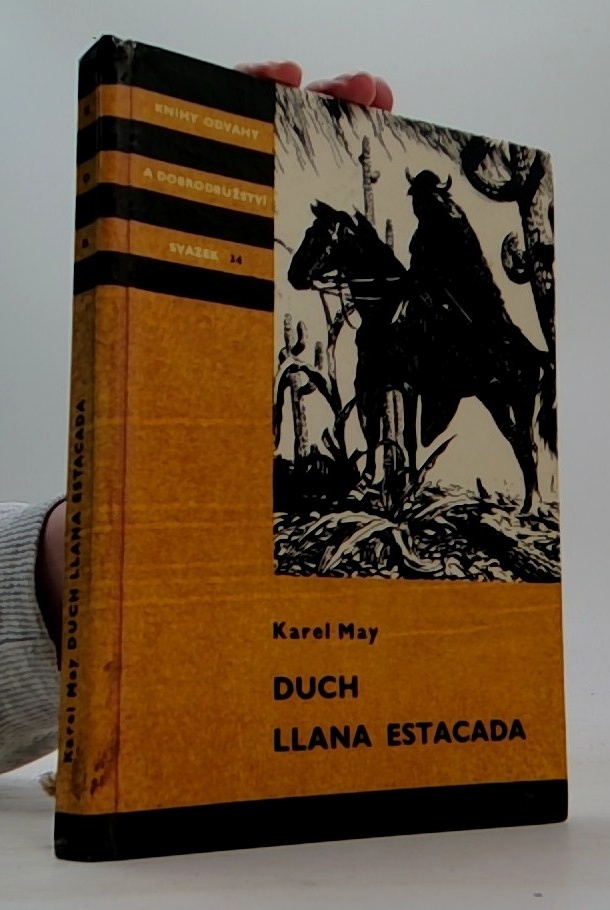 KNIHY ODVAHY
A DOBRODRUŽSTVÍ
SVAZEK 34
Karel May
DUCH
LLANA ESTACADA
Karel May DUCH LLANA ESTACADA